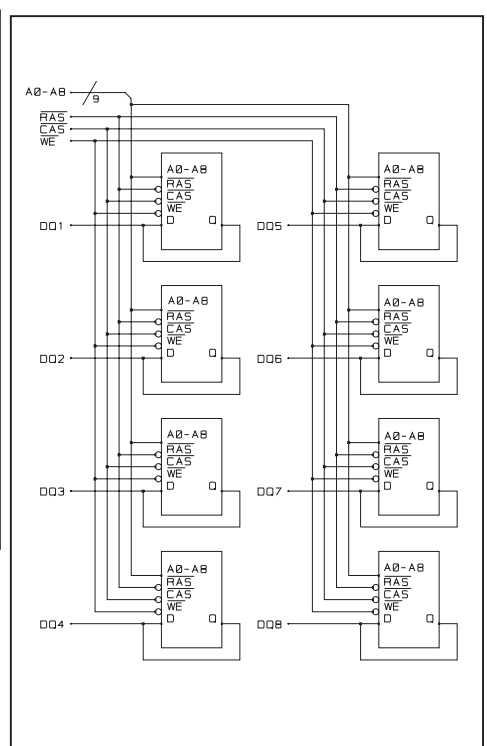 A0-A8
9
RAS
CAS
WE
A0-A8
RAS
CAS
WE
DQ1 D Q
A0-A8
RAS
CAS
WE
DQ5 D Q
A0-A8
RAS
CAS
WE
DQ2 D Q
A0-A8
RAS
CAS
WE
DQ6 D Q
A0-A8
RAS
CAS
WE
DQ3 D Q
A0-A8
RAS
CAS
WE
DQ7 D Q
A0-A8
RAS
CAS
WE
DQ4 D Q
A0-A8
RAS
CAS
WE
DQ8 D Q